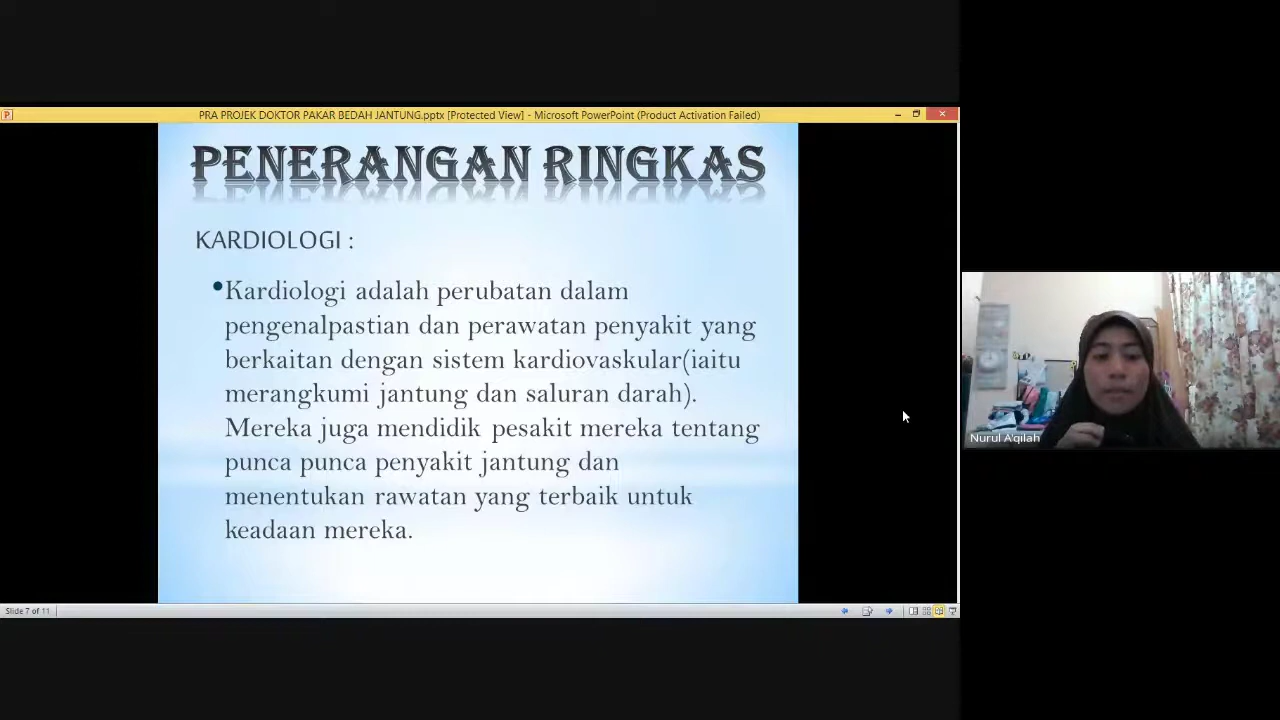 PRA PROJEK DOKTOR PAKAR BEDAH JANTUNG.pptx [Protected View] - Microsoft PowerPoint (Product Activation Failed)
PENERANGAN RINGKAS
KARDIOLOGI :
•Kardiologi adalah perubatan dalam
pengenalpastian dan perawatan penyakit yang
berkaitan dengan sistem kardiovaskular(iaitu
merangkumi jantung dan saluran darah).
Mereka juga mendidik pesakit mereka tentang
punca punca penyakit jantung dan
menentukan rawatan yang terbaik untuk
keadaan mereka.
Nurul A'qilah
Slide 7 of 11